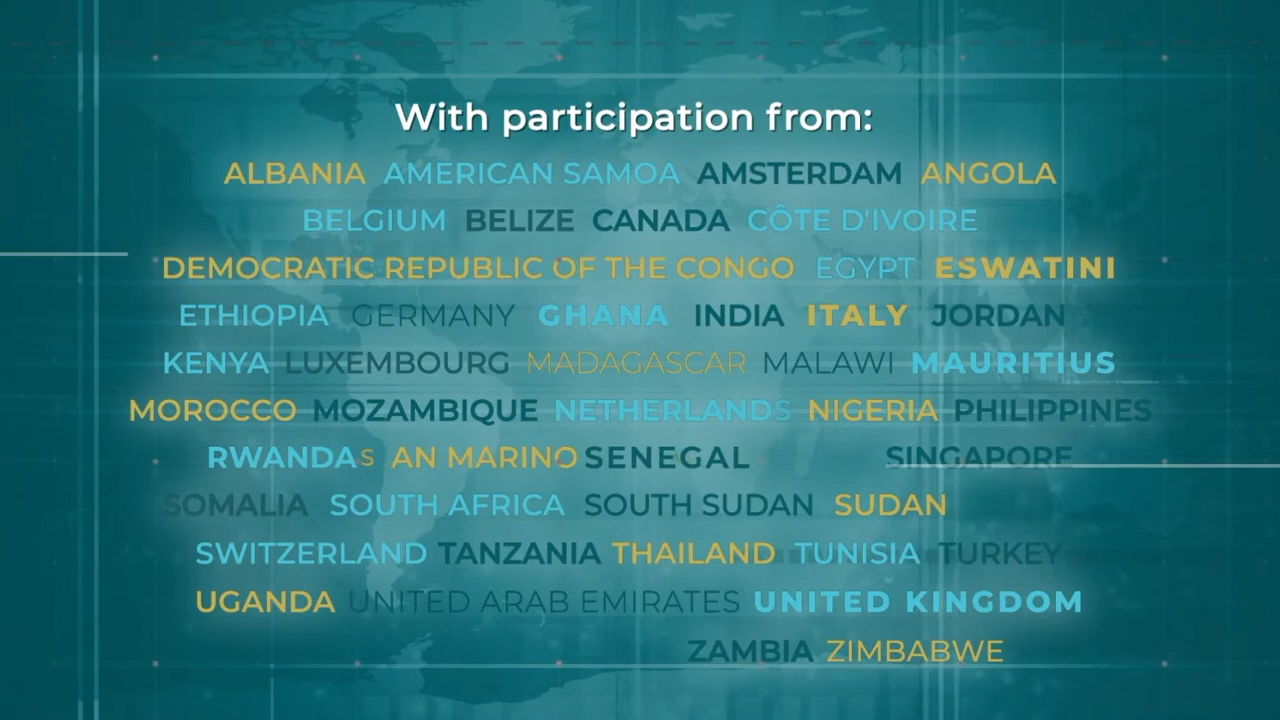 With participation from:
ALBANIA AMERICAN SAMOA AMSTERDAM ANGOLA
BELGIUM BELIZE CANADA CÔTE D'IVOIRE
DEMOCRATIC REPUBLIC OF THE CONGO EGYPT ESWATINI
ETHIOPIA GERMANY GHANA INDIA ITALY JORDAN
KENYA LUXEMBOURG MADAGASCAR MALAWI MAURITIUS
MOROCCO MOZAMBIQUE NETHERLANDS NIGERIA PHILIPPINES
RWANDA S AN MARINO SENEGAL SINGAPORE
SOMALIA SOUTH AFRICA SOUTH SUDAN SUDAN
SWITZERLAND TANZANIA THAILAND TUNISIA TURKEY
UGANDA UNITED ARAB EMIRATES UNITED KINGDOM
ZAMBIA ZIMBABWE